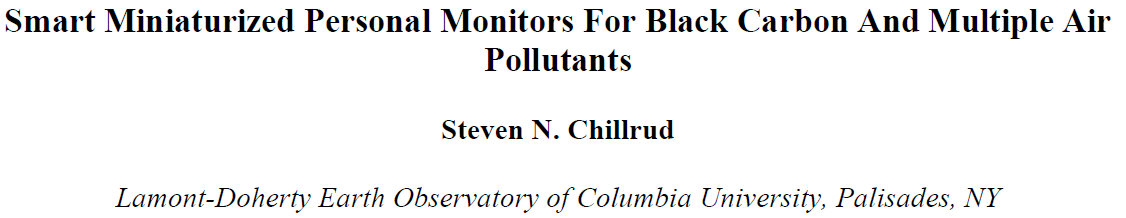 Smart Miniaturized Personal Monitors For Black Carbon And Multiple Air
Pollutants
Steven N. Chillrud
Lamont-Doherty Earth Observatory of Columbia University, Palisades, NY